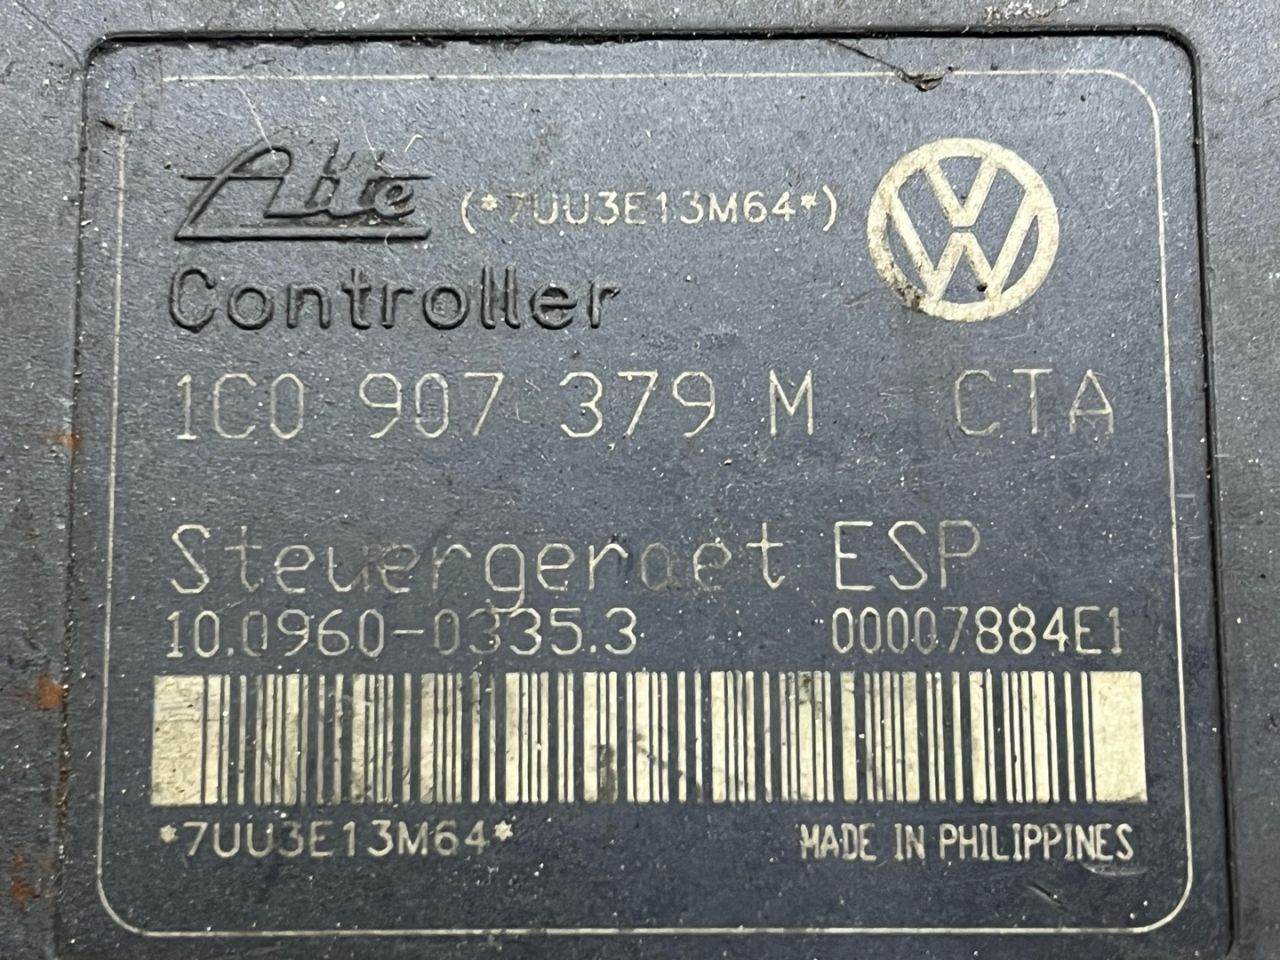 Ate (*7UU3E13M64*)
Controller
1C0 907 379 M CTA
Steuergeraet ESP
10.0960-0335.3 00007884E1
*7UU3E13M64* MADE IN PHILIPPINES